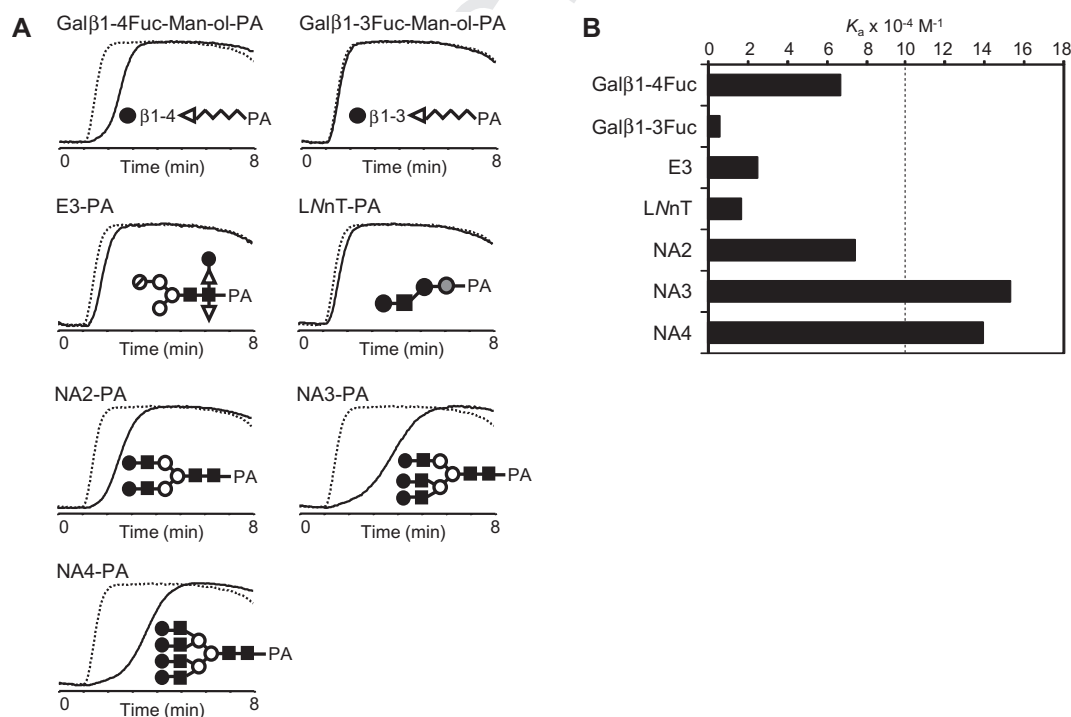 A
Galβ1-4Fuc-Man-ol-PA
β1-4
PA
0
8
Time (min)
Galβ1-3Fuc-Man-ol-PA
β1-3
PA
0
8
Time (min)
E3-PA
PA
0
8
Time (min)
LNnT-PA
PA
0
8
Time (min)
NA2-PA
PA
0
8
Time (min)
NA3-PA
PA
0
8
Time (min)
NA4-PA
PA
0
8
Time (min)
B
Ka x 10-4 M-1
0 2 4 6 8 10 12 14 16 18
Galβ1-4Fuc
Galβ1-3Fuc
E3
LNnT
NA2
NA3
NA4